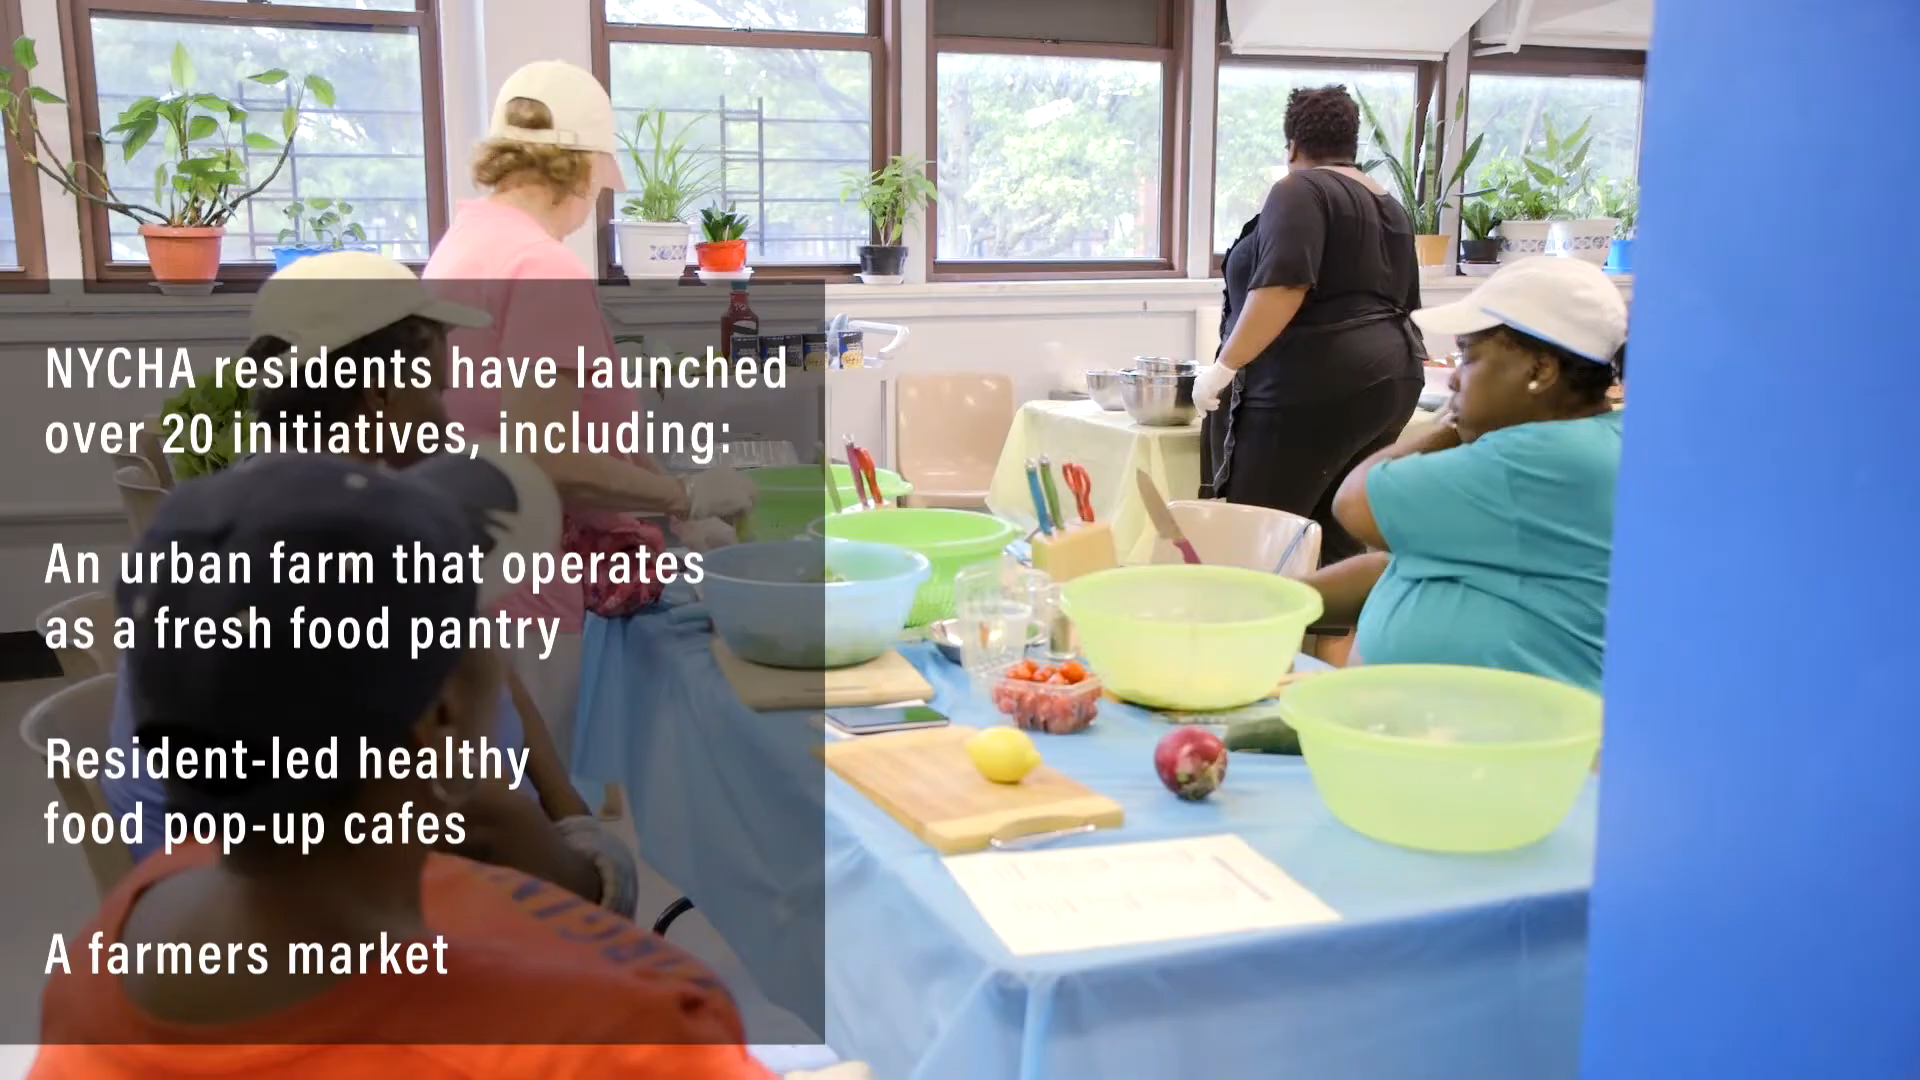 NYCHA residents have launched
over 20 initiatives, including:
An urban farm that operates
as a fresh food pantry
Resident-led healthy
food pop-up cafes
A farmers market